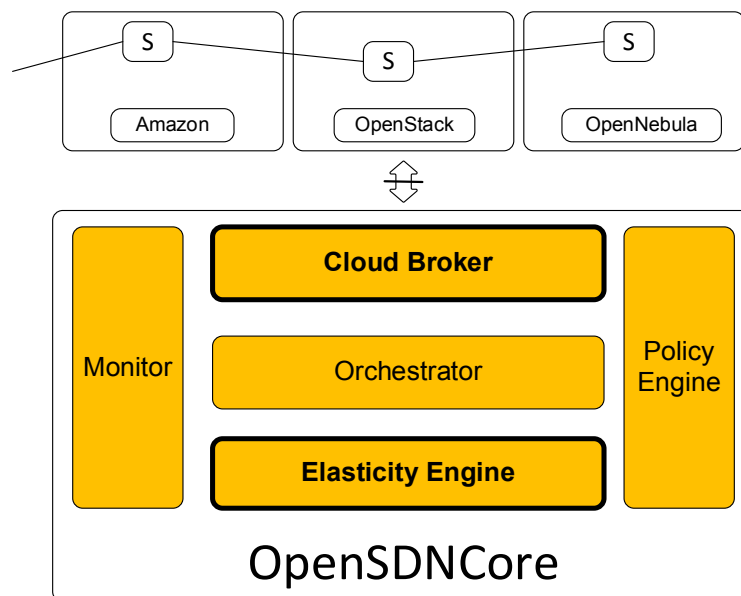 S
S
S
Amazon
OpenStack
OpenNebula
Cloud Broker
Monitor
Orchestrator
Policy
Engine
Elasticity Engine
OpenSDNCore